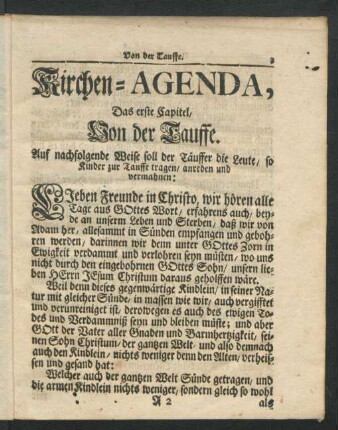 Von der Tauffe. 3
Kirchen-AGENDA,
Das erste Capitel,
Von der Tauffe.
Auf nachfolgende Weise soll der Täuffer die Leute, so
Kinder zur Tauffe tragen, anreden und
vermahnen:
LIeben Freunde in Christo, wir hören alle
Tage aus GOttes Wort, erfahrens auch, bey-
de an unserm Leben und Sterben, daß wir von
Adam her, allesammt in Sünden empfangen und geboh-
ren werden, darinnen wir denn unter GOttes Zorn in
Ewigkeit verdammt und verlohren seyn müsten, wo uns
nicht durch den eingebohrnen GOttes Sohn, unsern lie-
ben HErrn JEsum Christum daraus geholffen wäre.
Weil denn dieses gegenwärtige Kindlein, in seiner Na-
tur mit gleicher Sünde, in massen wie wir, auch vergifftet
und verunreiniget ist, derowegen es auch des ewigen To-
des und Verdammniß seyn und bleiben müste; und aber
GOtt der Vater aller Gnaden und Barmhertzigkeit, sei-
nen Sohn Christum, der gantzen Welt, und also demnach
auch den Kindlein, nichts weniger denn den Alten, verheis-
sen und gesand hat:
Welcher auch der gantzen Welt Sünde getragen, und
die armen Kindlein nichts weniger, sondern gleich so wohl
A 2 als